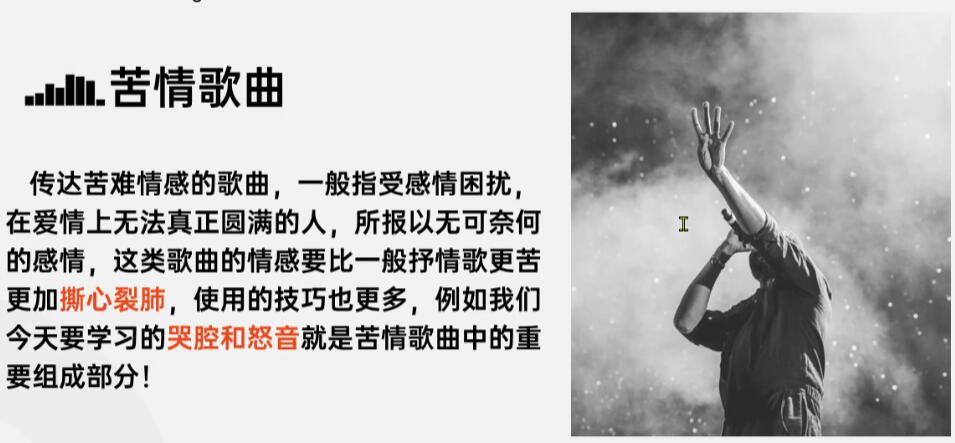 苦情歌曲
传达苦难情感的歌曲，一般指受感情困扰，
在爱情上无法真正圆满的人，所报以无可奈何
的感情，这类歌曲的情感要比一般抒情歌更苦
更加撕心裂肺，使用的技巧也更多，例如我们
今天要学习的哭腔和怒音就是苦情歌曲中的重
要组成部分！